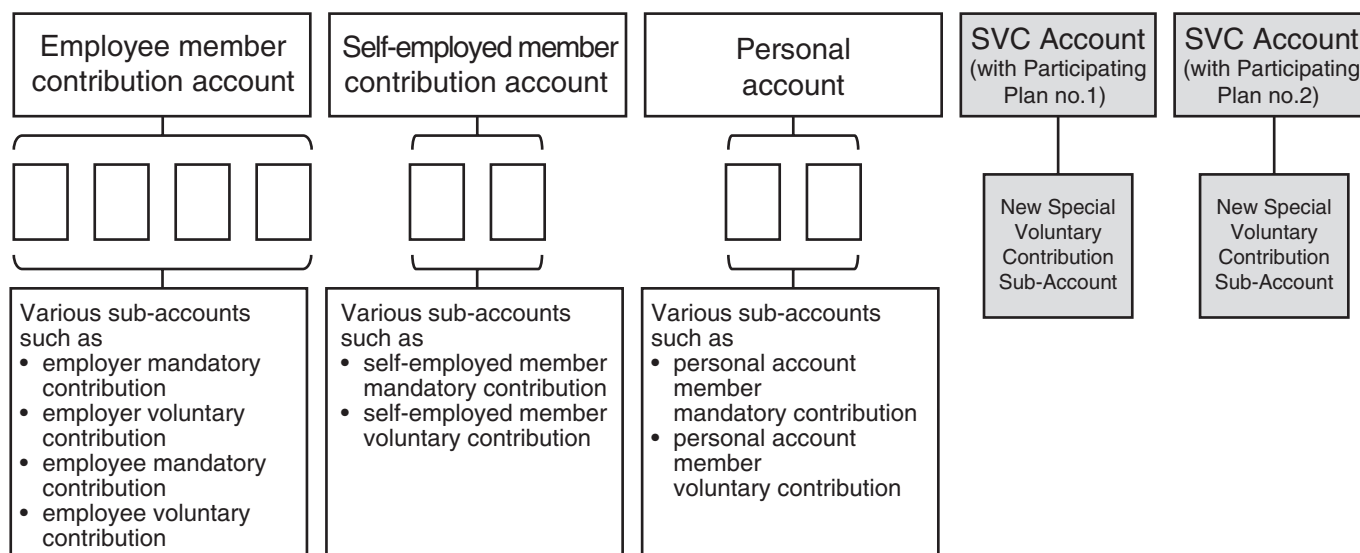 Employee member
contribution account
Self-employed member
contribution account
Personal
account
SVC Account
(with Participating
Plan no.1)
SVC Account
(with Participating
Plan no.2)
New Special
Voluntary
Contribution
Sub-Account
New Special
Voluntary
Contribution
Sub-Account
Various sub-accounts
such as
• employer mandatory
contribution
• employer voluntary
contribution
• employee mandatory
contribution
• employee voluntary
contribution
Various sub-accounts
such as
• self-employed member
mandatory contribution
• self-employed member
voluntary contribution
Various sub-accounts
such as
• personal account
member
mandatory contribution
• personal account
member
voluntary contribution